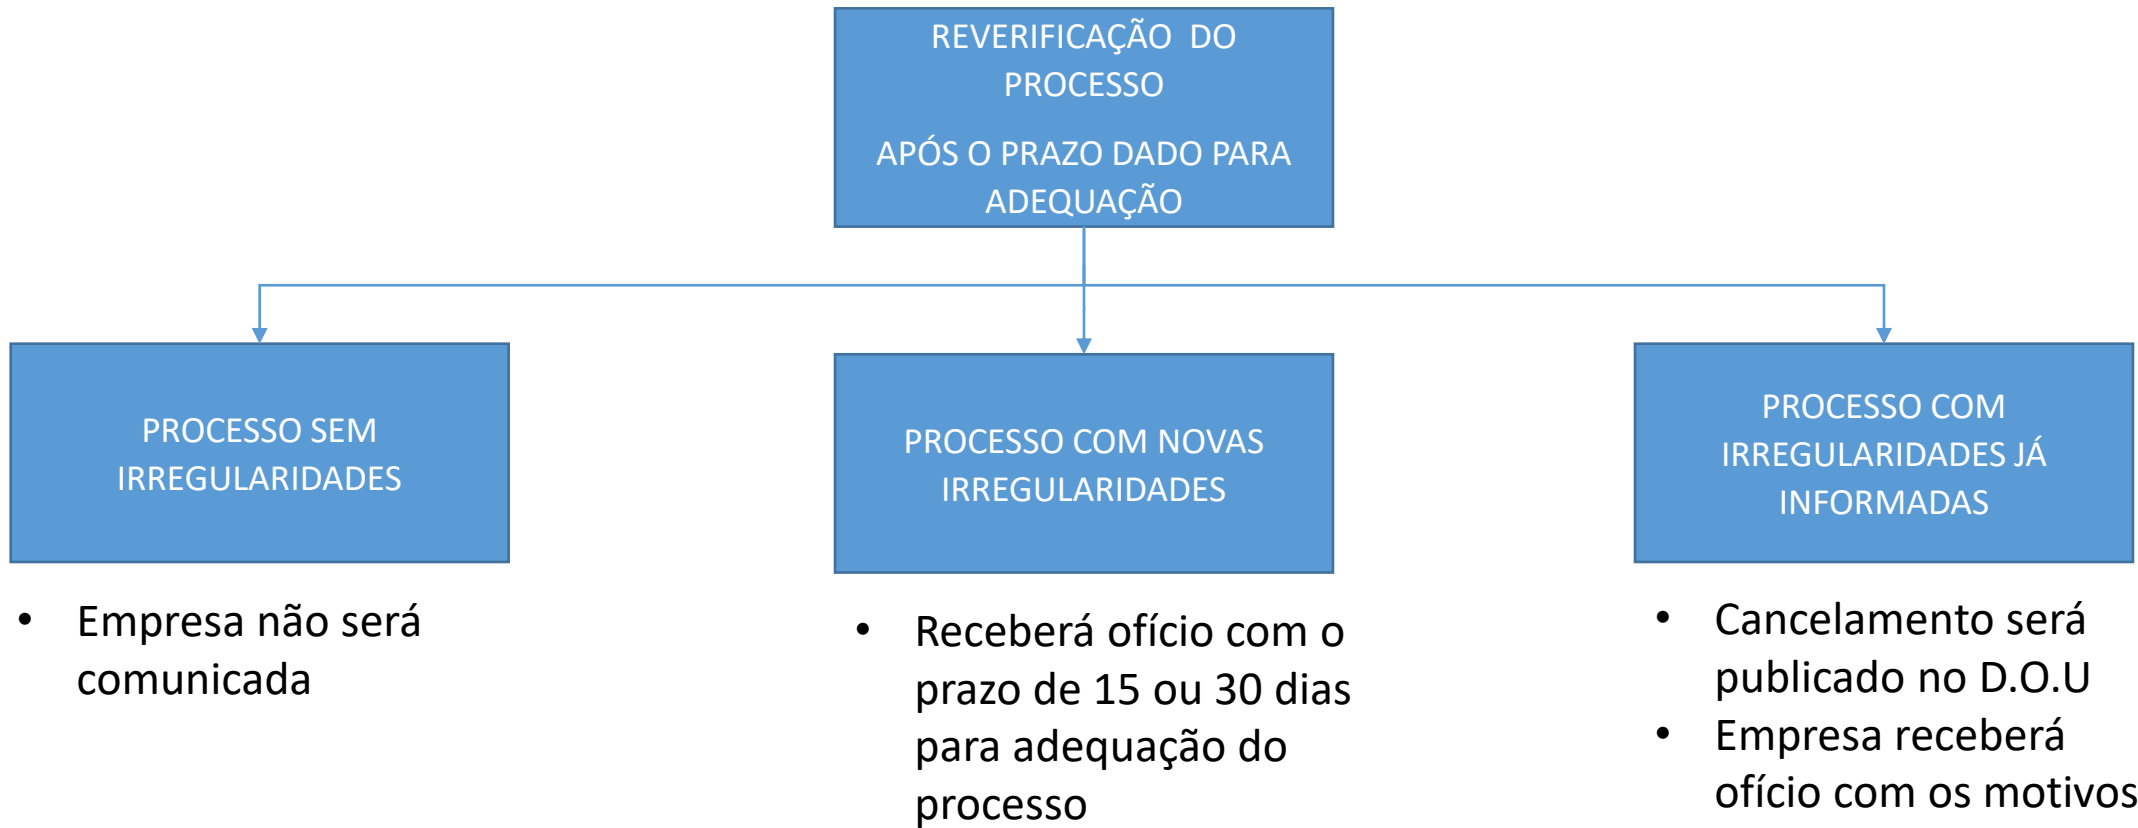 REVERIFICAÇÃO  DO
PROCESSO
APÓS O PRAZO DADO PARA
ADEQUAÇÃO
PROCESSO SEM
IRREGULARIDADES
• Empresa não será
comunicada
PROCESSO COM NOVAS
IRREGULARIDADES
• Receberá ofício com o
prazo de 15 ou 30 dias
para adequação do
processo
PROCESSO COM
IRREGULARIDADES JÁ
INFORMADAS
• Cancelamento será
publicado no D.O.U
• Empresa receberá
ofício com os motivos